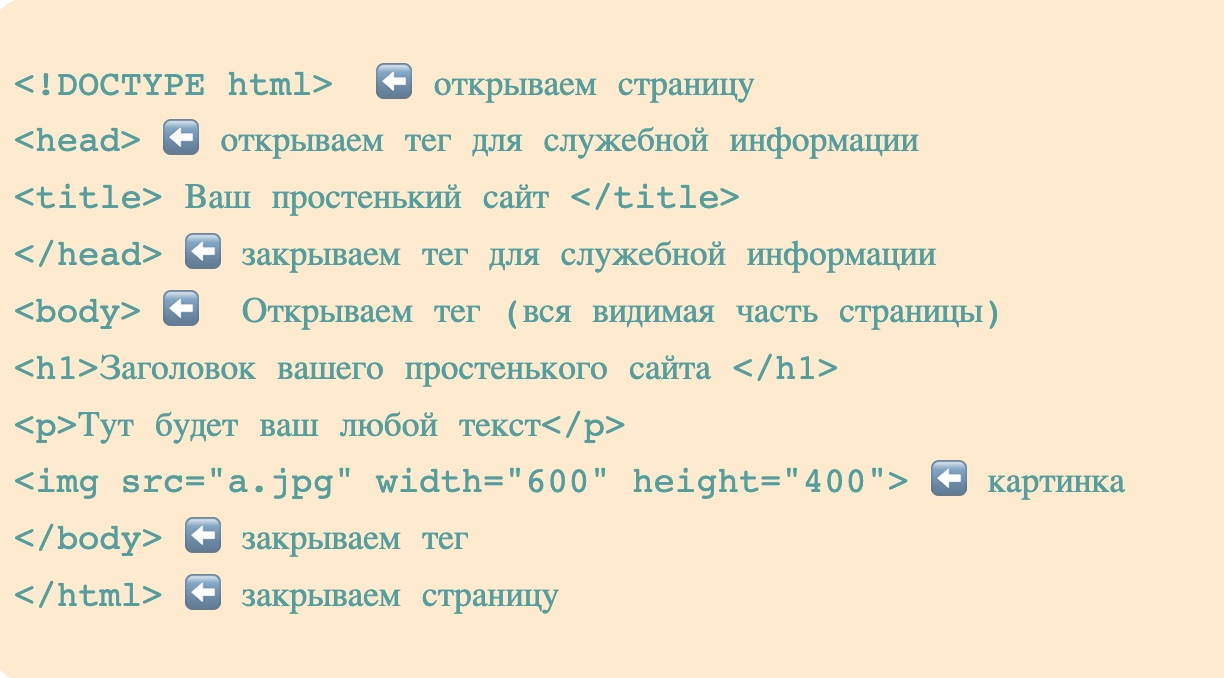 <!DOCTYPE html> ⬅️ открываем страницу
<head> ⬅️ открываем тег для служебной информации
<title> Ваш простенький сайт </title>
</head> ⬅️ закрываем тег для служебной информации
<body> ⬅️ Открываем тег (вся видимая часть страницы)
<h1>Заголовок вашего простенького сайта </h1>
<p>Тут будет ваш любой текст</p>
<img src="a.jpg" width="600" height="400"> ⬅️ картинка
</body> ⬅️ закрываем тег
</html> ⬅️ закрываем страницу